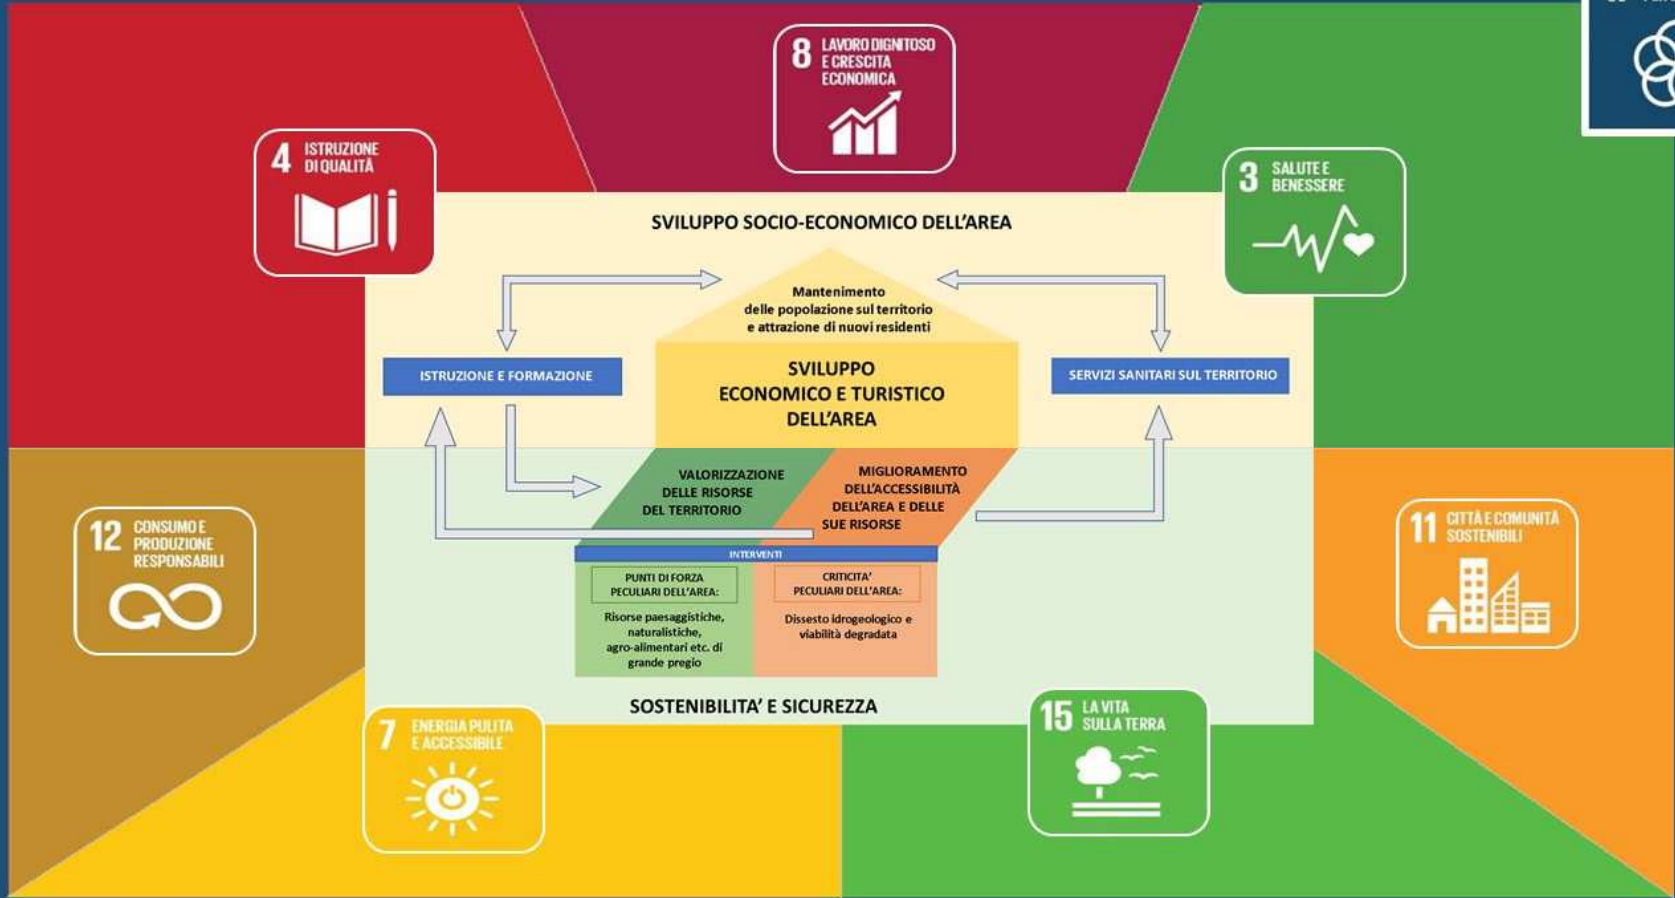 8 LAVORO DIGNITOSO
E CRESCITA
ECONOMICA
4 ISTRUZIONE
DI QUALITÀ
3 SALUTE E
BENESSERE
SVILUPPO SOCIO-ECONOMICO DELL'AREA
Mantenimento
delle popolazione sul territorio
e attrazione di nuovi residenti
ISTRUZIONE E FORMAZIONE
SVILUPPO
ECONOMICO E TURISTICO
DELL'AREA
SERVIZI SANITARI SUL TERRITORIO
VALORIZZAZIONE
DELLE RISORSE
DEL TERRITORIO
MIGLIORAMENTO
DELL'ACCESSIBILITÀ
DELL'AREA E DELLE
SUE RISORSE
INTERVENTI
PUNTI DI FORZA
PECULIARI DELL'AREA:
Risorse paesaggistiche,
naturalistiche,
agro-alimentari etc. di
grande pregio
CRITICITA'
PECULIARI DELL'AREA:
Dissesto idrogeologico e
viabilità degradata
12 CONSUMO E
PRODUZIONE
RESPONSABILI
11 CITTÀ E COMUNITÀ
SOSTENIBILI
SOSTENIBILITA' E SICUREZZA
7 ENERGIA PULITA
E ACCESSIBILE
15 LA VITA
SULLA TERRA